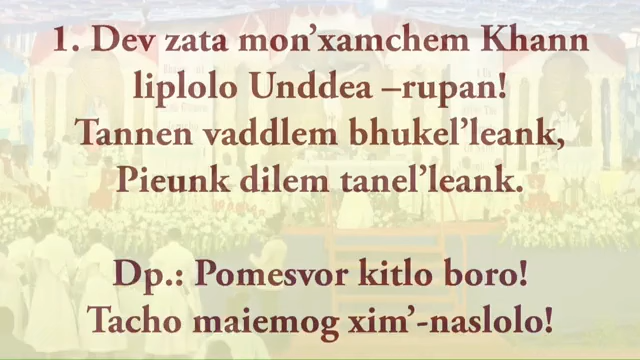 1. Dev zata mon’xamchem Khann
liplolo Unddea –rupan!
Tannen vaddlem bhukel’leank,
Pieunk dilem tanel’leank.
Dp.: Pomesvor kitlo boro!
Tacho maiemog xim’-naslolo!